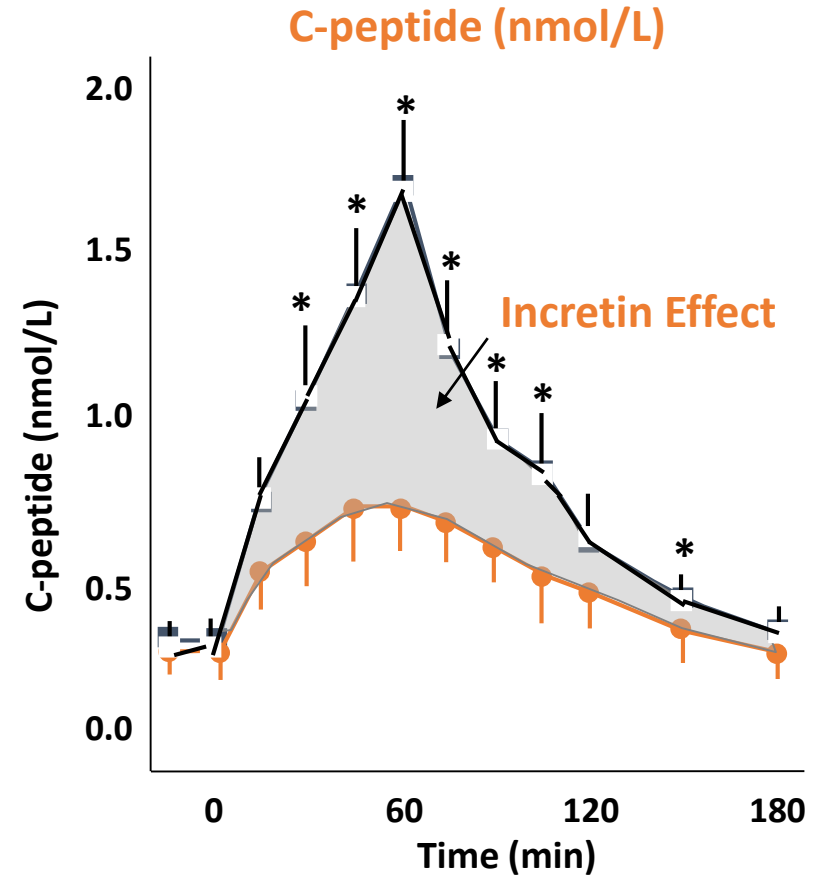 C-peptide (nmol/L)
2.0
1.5
1.0
0.5
0.0
C-peptide (nmol/L)
*
*
*
*
*
*
*
Incretin Effect
0 60 120 180
Time (min)